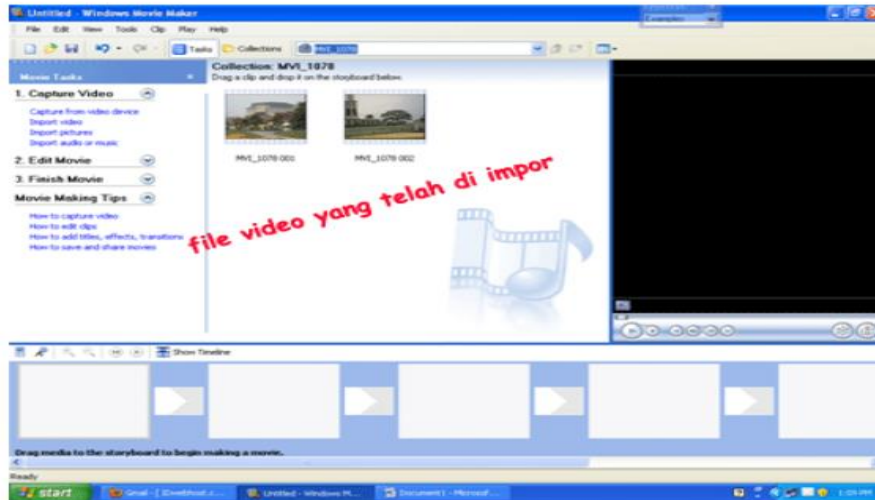 Untitled - Windows Movie Maker
File Edit View Tools Clip Play Help
Tasks Collections MVI_1078
Movie Tasks
Collection: MVI_1078
Drag a clip and drop it on the storyboard below.
1. Capture Video
Capture from video device
Import video
Import pictures
Import audio or music
2. Edit Movie
3. Finish Movie
Movie Making Tips
How to capture video
How to edit clips
How to add titles, effects, transitions
How to save and share movies
MVI_1078 001
MVI_1078 002
file video yang telah di impor
Show Timeline
Drag media to the storyboard to begin making a movie.
Ready
start
Gmail - [
Untitled - Windows M...
Document1 - Microsof...